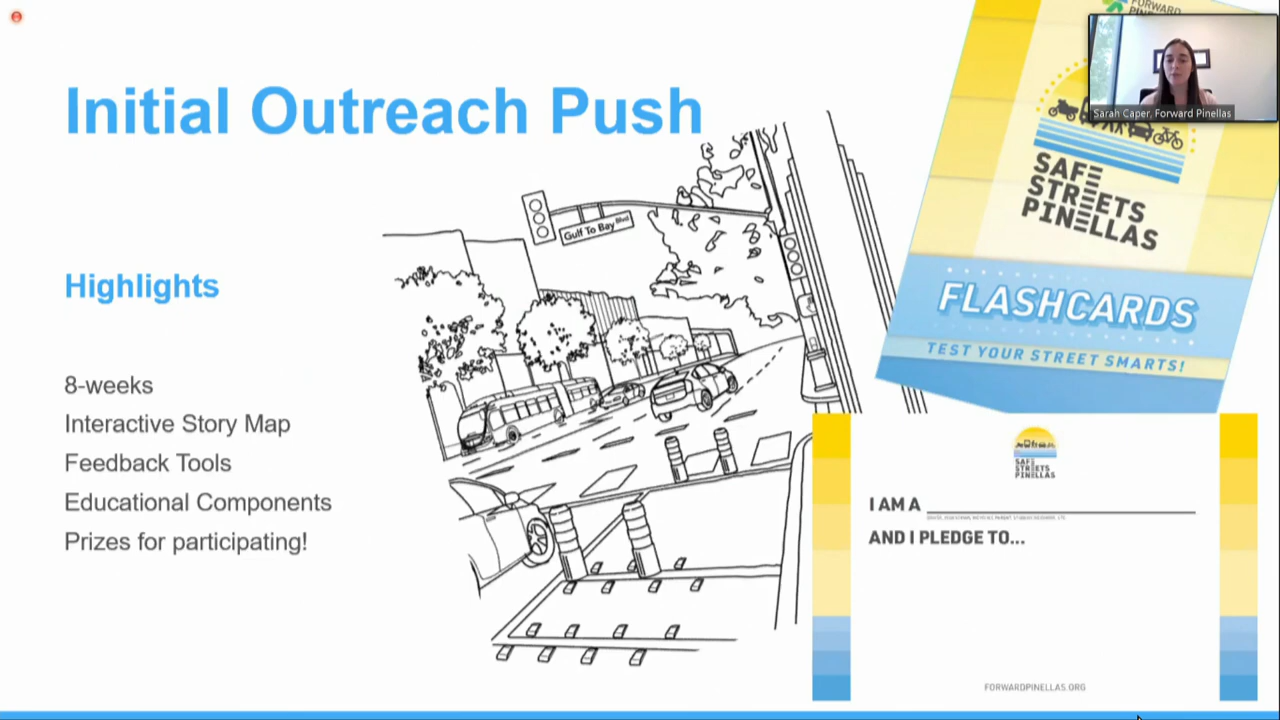 Initial Outreach Push
Highlights
8-weeks
Interactive Story Map
Feedback Tools
Educational Components
Prizes for participating!
Gulf To Bay Blvd
FORWARD
Sarah Caper, Forward Pinellas
SAFE
STREETS
PINELLAS
FLASHCARDS
TEST YOUR STREET SMARTS!
SAFE
STREETS
PINELLAS
I AM A
AND I PLEDGE TO...
FORWARDPINELLAS.ORG